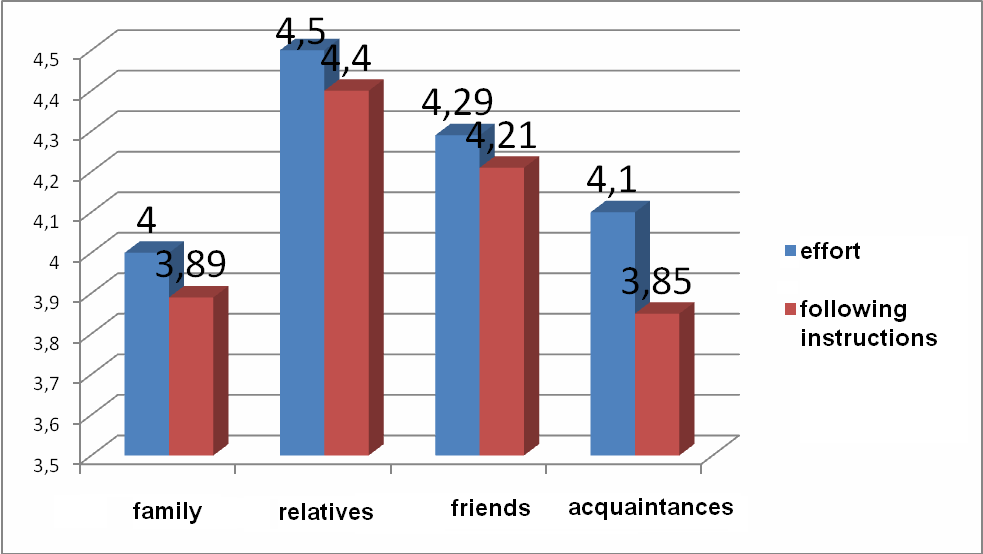 4,5
4,4
4,3
4,2
4,1
4
3,9
3,8
3,7
3,6
3,5
4
3,89
4,5
4,4
4,29
4,21
4,1
3,85
family
relatives
friends
acquaintances
effort
following
instructions